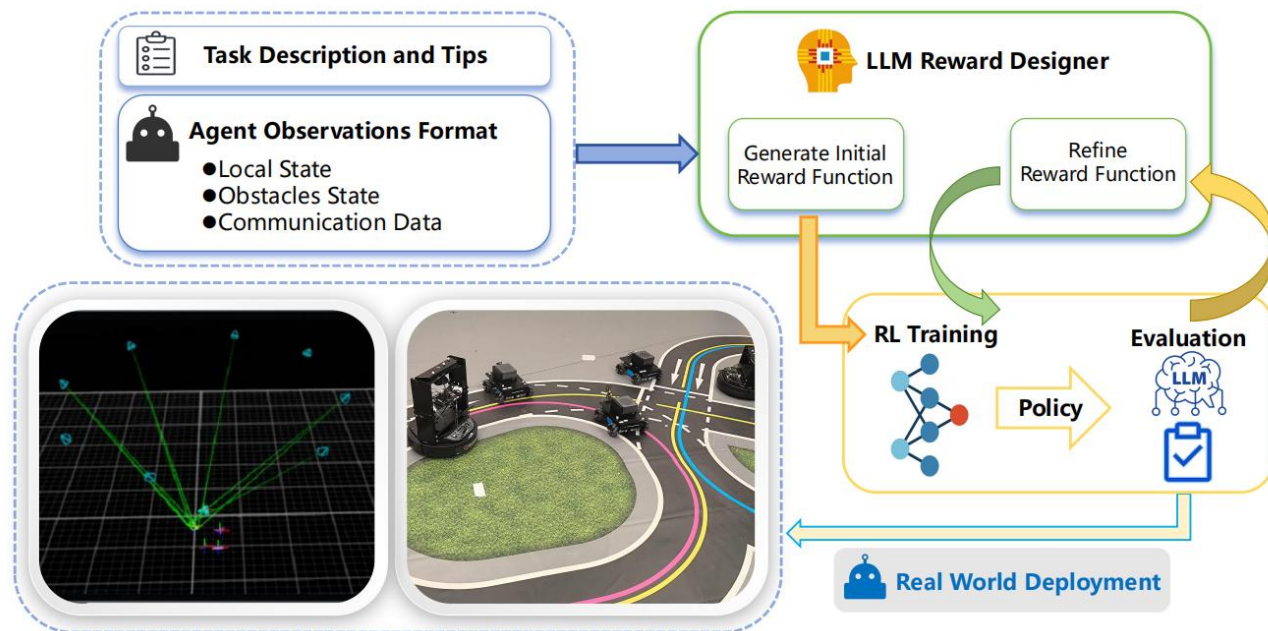 Task Description and Tips
Agent Observations Format
●Local State
●Obstacles State
●Communication Data
LLM Reward Designer
Generate Initial
Reward Function
Refine
Reward Function
RL Training
Policy
Evaluation
LLM
Real World Deployment